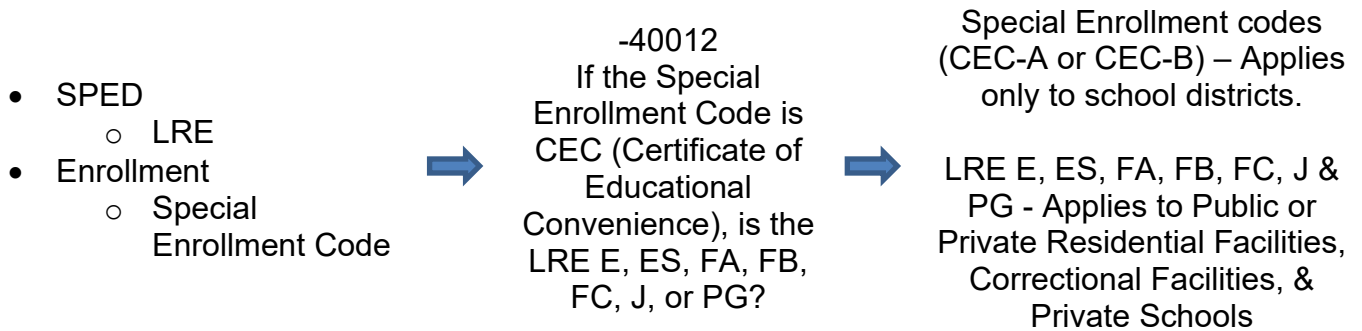 • SPED
o LRE
• Enrollment
o Special
Enrollment Code
-40012
If the Special
Enrollment Code is
CEC (Certificate of
Educational
Convenience), is the
LRE E, ES, FA, FB,
FC, J, or PG?
Special Enrollment codes
(CEC-A or CEC-B) – Applies
only to school districts.
LRE E, ES, FA, FB, FC, J &
PG - Applies to Public or
Private Residential Facilities,
Correctional Facilities, &
Private Schools